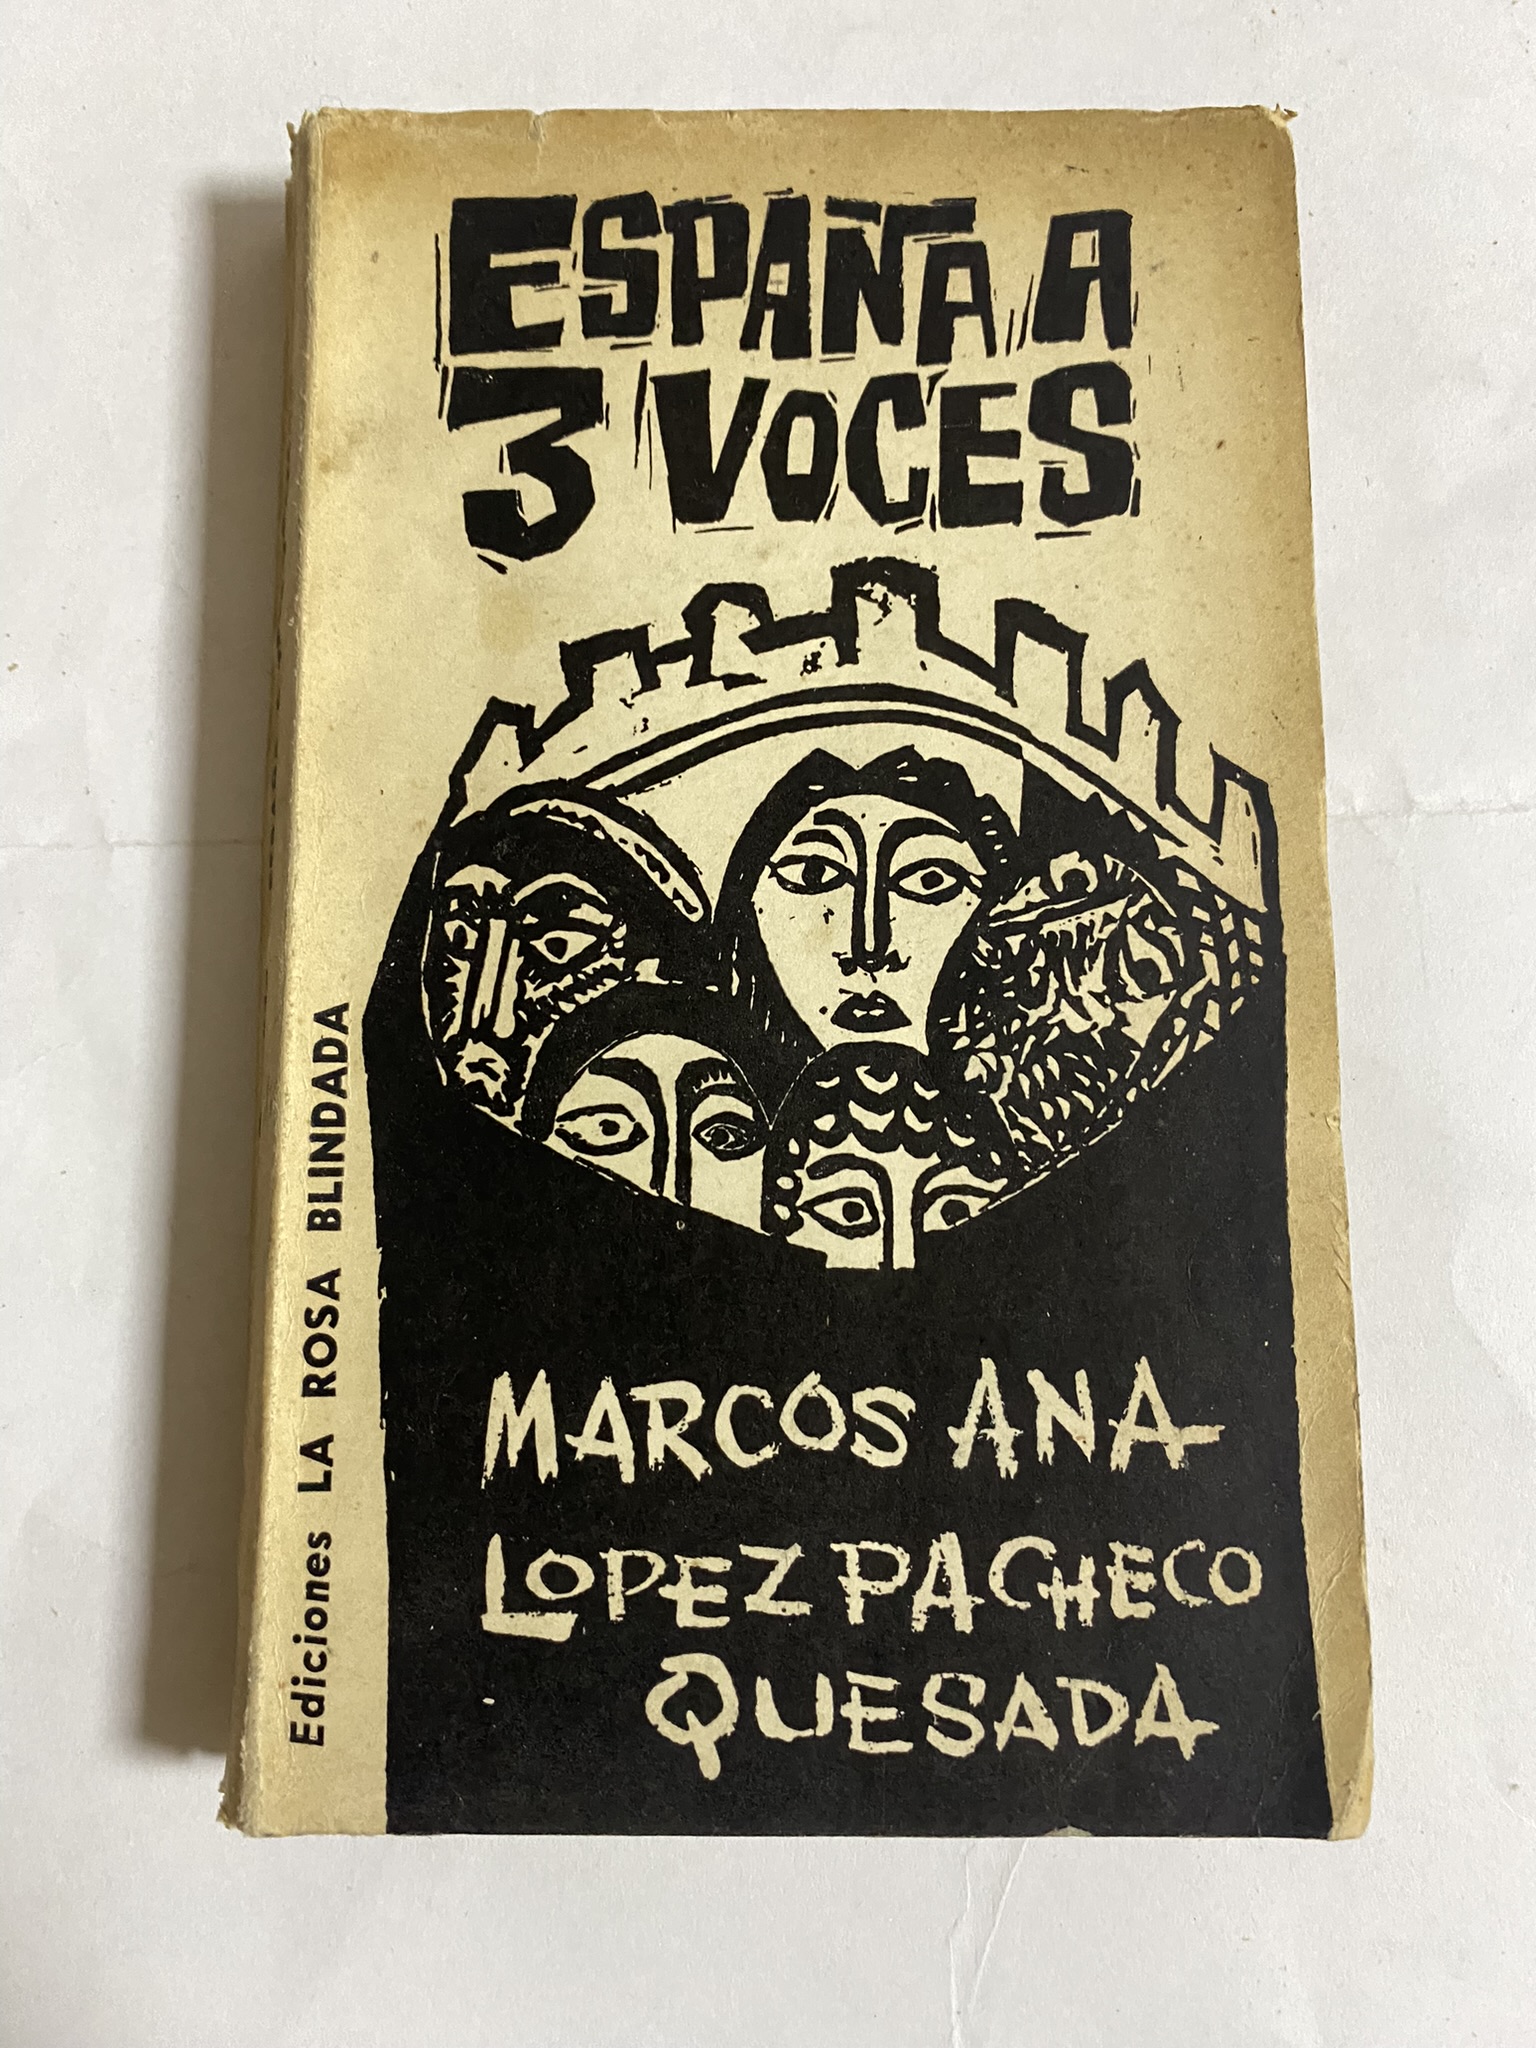 ESPAÑA A
3 VOCES
MARCOS ANA
LOPEZ PACHECO
QUESADA
Ediciones LA ROSA BLINDADA